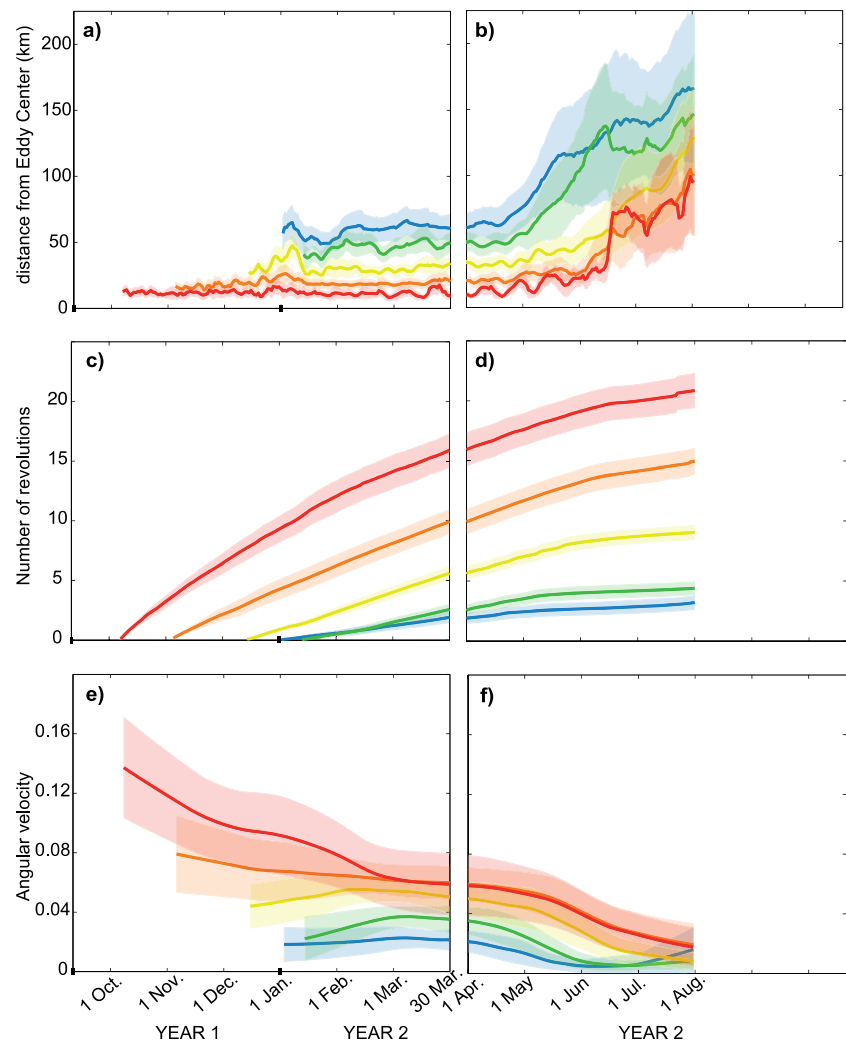 a)
b)
distance from Eddy Center (km)
200
150
100
50
0
c)
d)
Number of revolutions
20
15
10
5
0
e)
f)
Angular velocity
0.16
0.12
0.08
0.04
0
1 Oct.
1 Nov.
1 Dec.
1 Jan.
1 Feb.
1 Mar.
30 Mar.
1 Apr.
1 May
1 Jun
1 Jul.
1 Aug.
YEAR 1
YEAR 2
YEAR 2